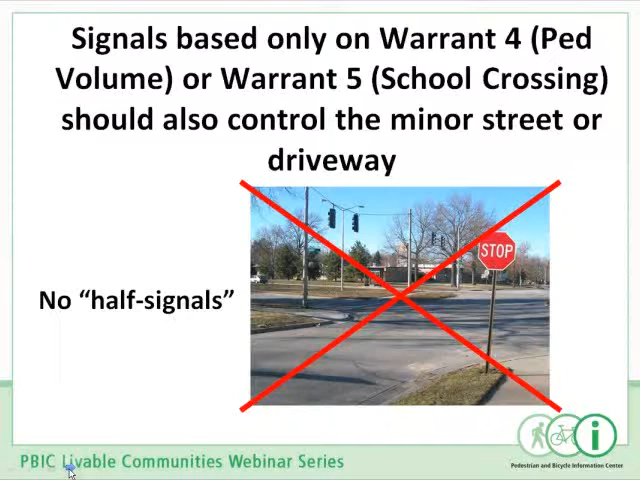 Signals based only on Warrant 4 (Ped
Volume) or Warrant 5 (School Crossing)
should also control the minor street or
driveway
STOP
No “half-signals”
PBIC Livable Communities Webinar Series
Pedestrian and Bicycle Information Center